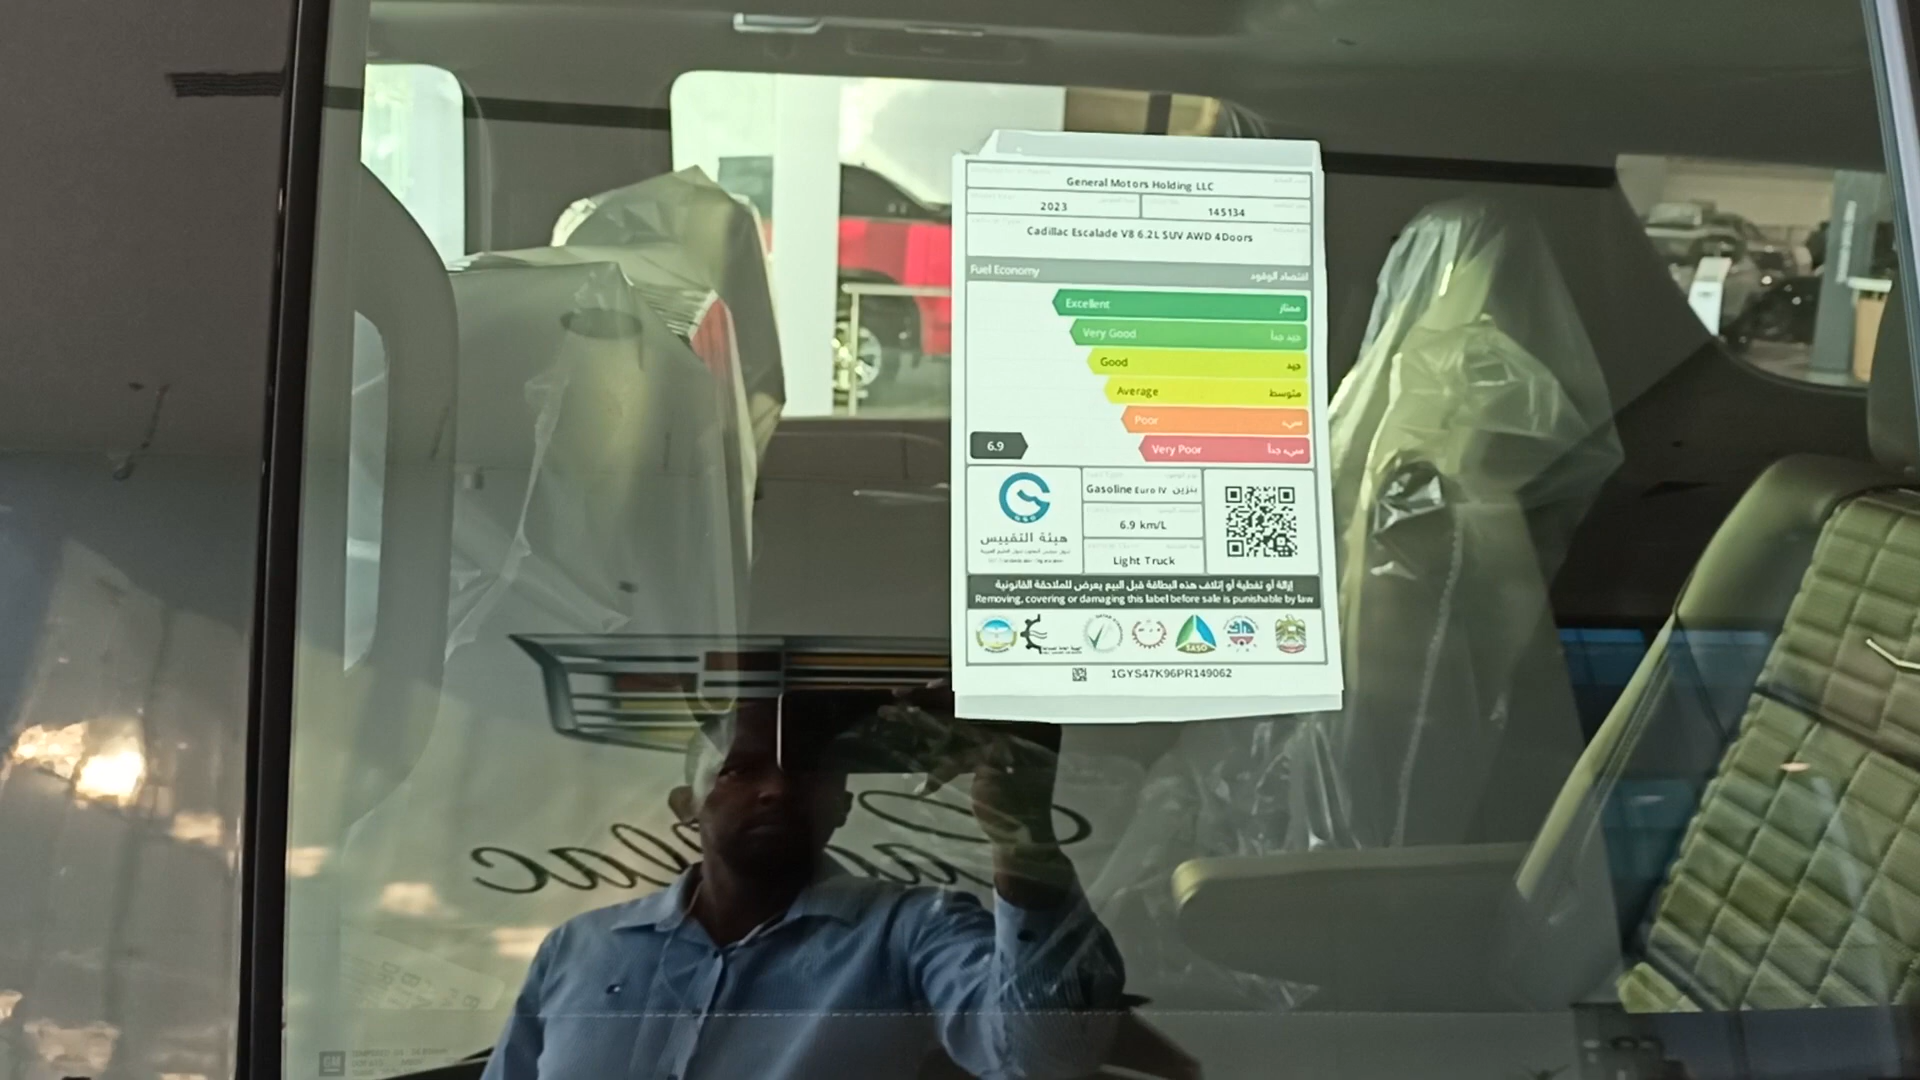 General Motors Holding LLC
2023
145134
Cadillac Escalade V8 6.2L SUV AWD 4Doors
Fuel Economy اقتصاد الوقود
Excellent ممتاز
Very Good جيد جداً
Good جيد
Average متوسط
Poor سيء
6.9 Very Poor سيء جداً
Gasoline Euro IV بنزين
6.9 km/L
Light Truck
GSO
هيئة التقييس
إزالة أو تغطية أو إتلاف هذه البطاقة قبل البيع يعرض للملاحقة القانونية
Removing, covering or damaging this label before sale is punishable by law
SASO
1GYS47K96PR149062
GM